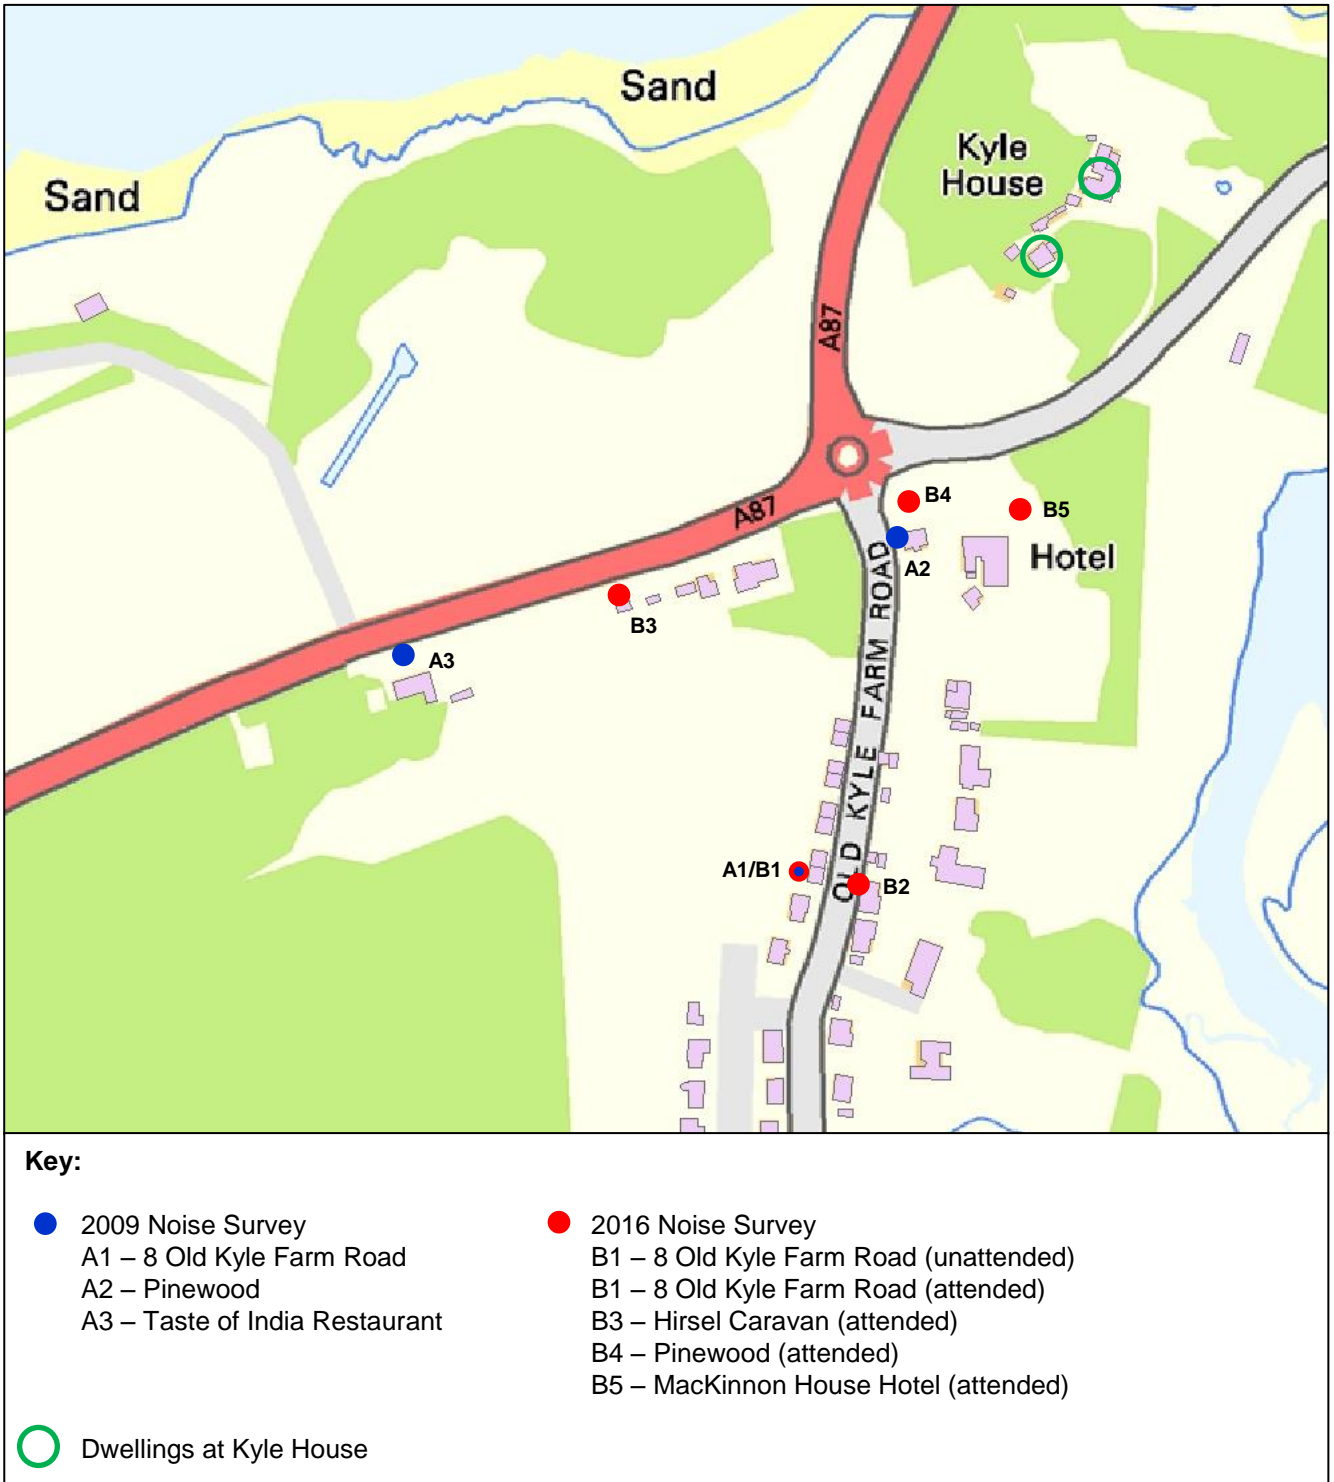 Sand
Sand
Kyle
House
A87
A87
B4
B5
Hotel
A2
B3
A3
OLD KYLE FARM ROAD
A1/B1
B2
Key:
2009 Noise Survey
A1 – 8 Old Kyle Farm Road
A2 – Pinewood
A3 – Taste of India Restaurant
2016 Noise Survey
B1 – 8 Old Kyle Farm Road (unattended)
B1 – 8 Old Kyle Farm Road (attended)
B3 – Hirsel Caravan (attended)
B4 – Pinewood (attended)
B5 – MacKinnon House Hotel (attended)
Dwellings at Kyle House